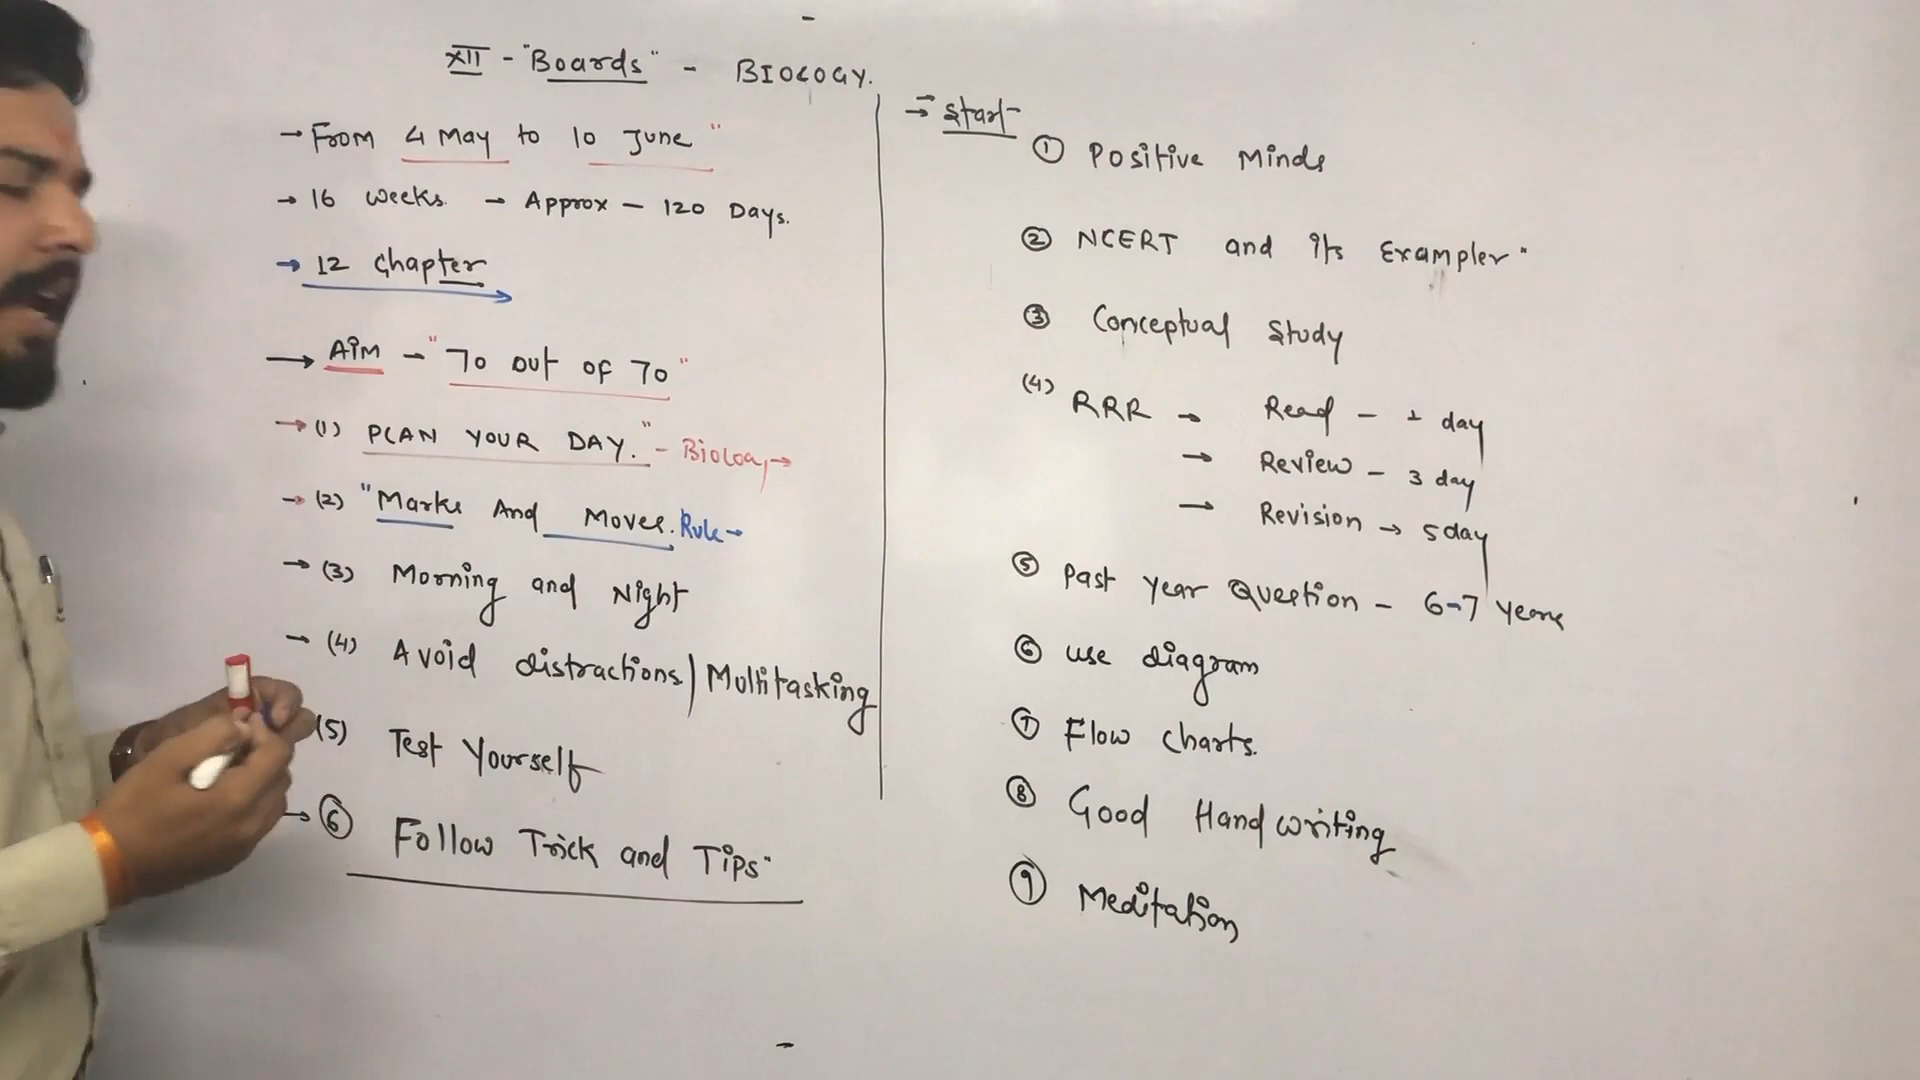 XII - "Boards" - BIOLOGY.
→ From 4 May to 10 June"
→ 16 weeks. → Approx - 120 Days.
→ 12 Chapter
→ AIM - "70 out of 70"
→ (1) PLAN YOUR DAY." - Biology →
→ (2) "Marks And Moves. Rule →
→ (3) Morning and Night
→ (4) Avoid distractions/Multitasking
(5) Test Yourself
→ (6) Follow Trick and Tips"
→ Start
① Positive Minds
② NCERT and its Exampler"
③ Conceptual Study
(4) RRR → Read - 1 day
→ Review - 3 day
→ Revision → 5 day
⑤ Past Year Question - 6-7 Years
⑥ use diagram
⑦ Flow charts.
⑧ Good Handwriting
⑨ Meditation